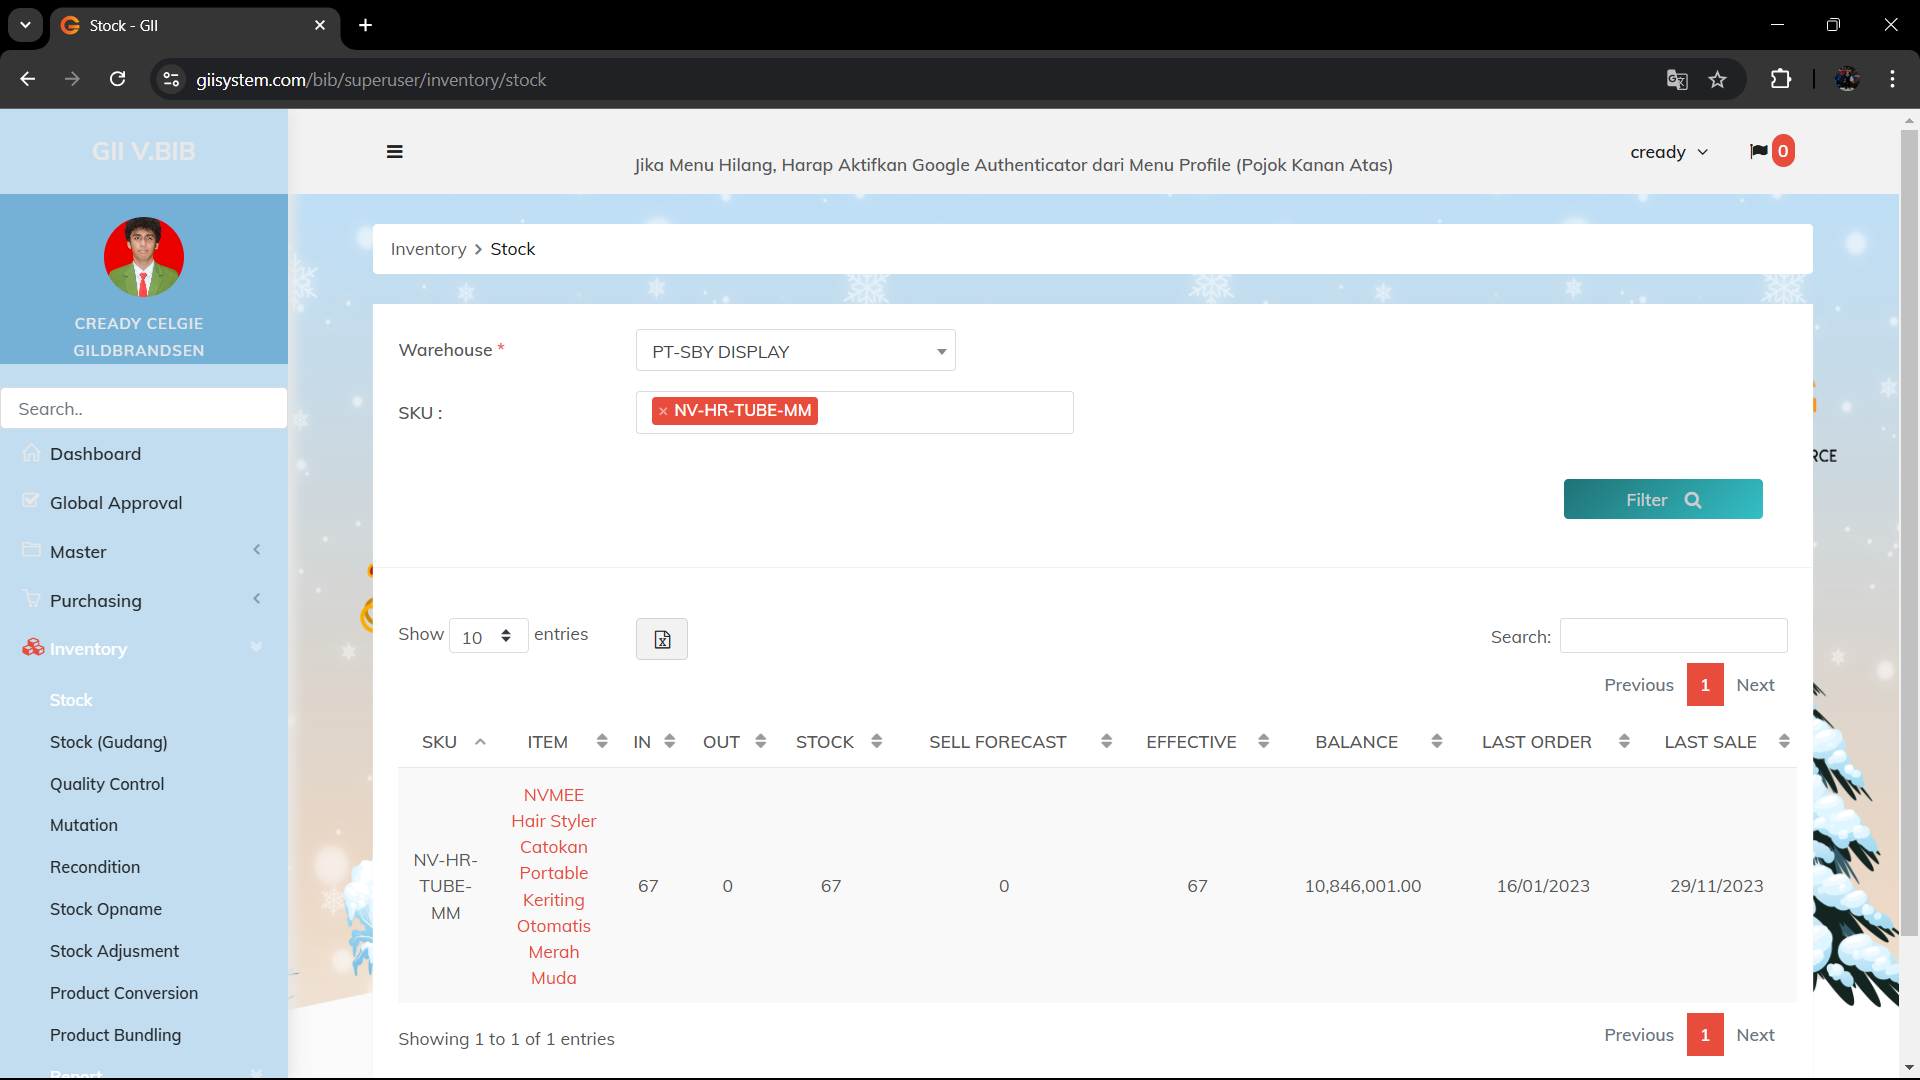 Stock - GII
giisystem.com/bib/superuser/inventory/stock
GII V.BIB
Jika Menu Hilang, Harap Aktifkan Google Authenticator dari Menu Profile (Pojok Kanan Atas)
cready
0
CREADY CELGIE
GILDBRANDSEN
Search..
Dashboard
Global Approval
Master
Purchasing
Inventory
Stock
Stock (Gudang)
Quality Control
Mutation
Recondition
Stock Opname
Stock Adjusment
Product Conversion
Product Bundling
Report
Inventory > Stock
Warehouse *
PT-SBY DISPLAY
SKU :
× NV-HR-TUBE-MM
RCE
Filter
Show 10 entries
Search:
Previous 1 Next
SKU ITEM IN OUT STOCK SELL FORECAST EFFECTIVE BALANCE LAST ORDER LAST SALE
NV-HR-
TUBE-
MM
NVMEE
Hair Styler
Catokan
Portable
Keriting
Otomatis
Merah
Muda
67 0 67 0 67 10,846,001.00 16/01/2023 29/11/2023
Showing 1 to 1 of 1 entries
Previous 1 Next